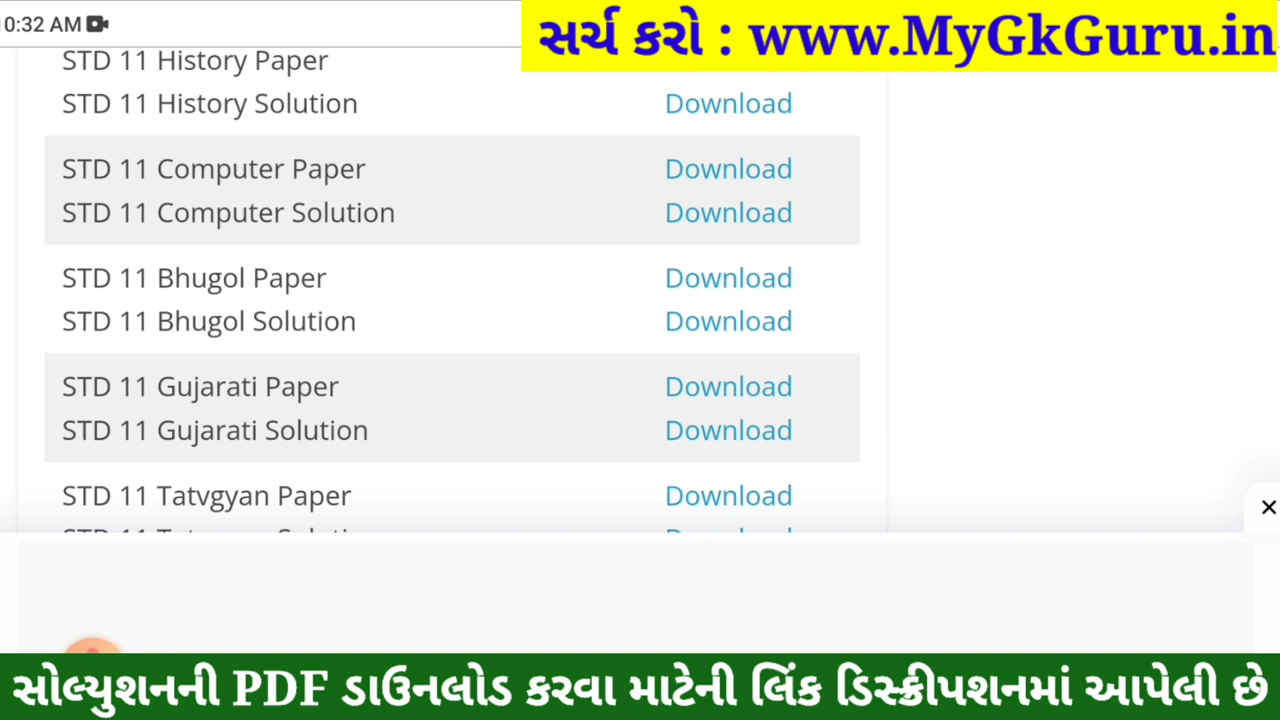 0:32 AM
સર્ચ કરો : www.MyGkGuru.in
STD 11 History Paper
STD 11 History Solution Download
STD 11 Computer Paper Download
STD 11 Computer Solution Download
STD 11 Bhugol Paper Download
STD 11 Bhugol Solution Download
STD 11 Gujarati Paper Download
STD 11 Gujarati Solution Download
STD 11 Tatvgyan Paper Download
સોલ્યુશનની PDF ડાઉનલોડ કરવા માટેની લિંક ડિસ્ક્રીપશનમાં આપેલી છે